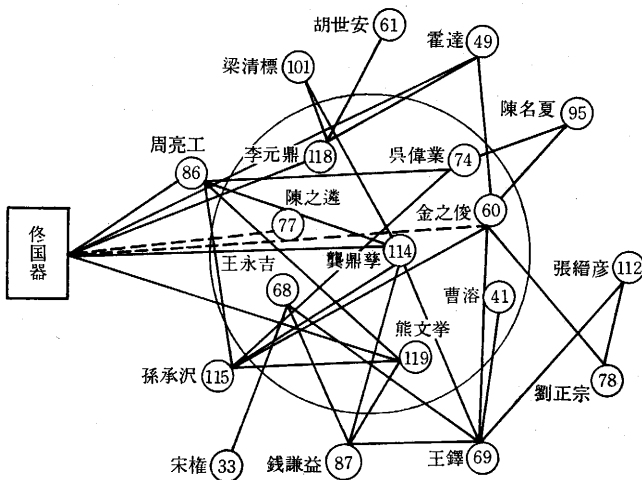 胡世安 61
霍達 49
梁清標 101
陳名夏 95
周亮工 86
李元鼎 118
呉偉業 74
陳之遴 77
金之俊 60
佟国器
王永吉 68
龔鼎孳 114
張縉彦 112
曹溶 41
熊文挙 119
孫承沢 115
劉正宗 78
宋権 33
銭謙益 87
王鐸 69